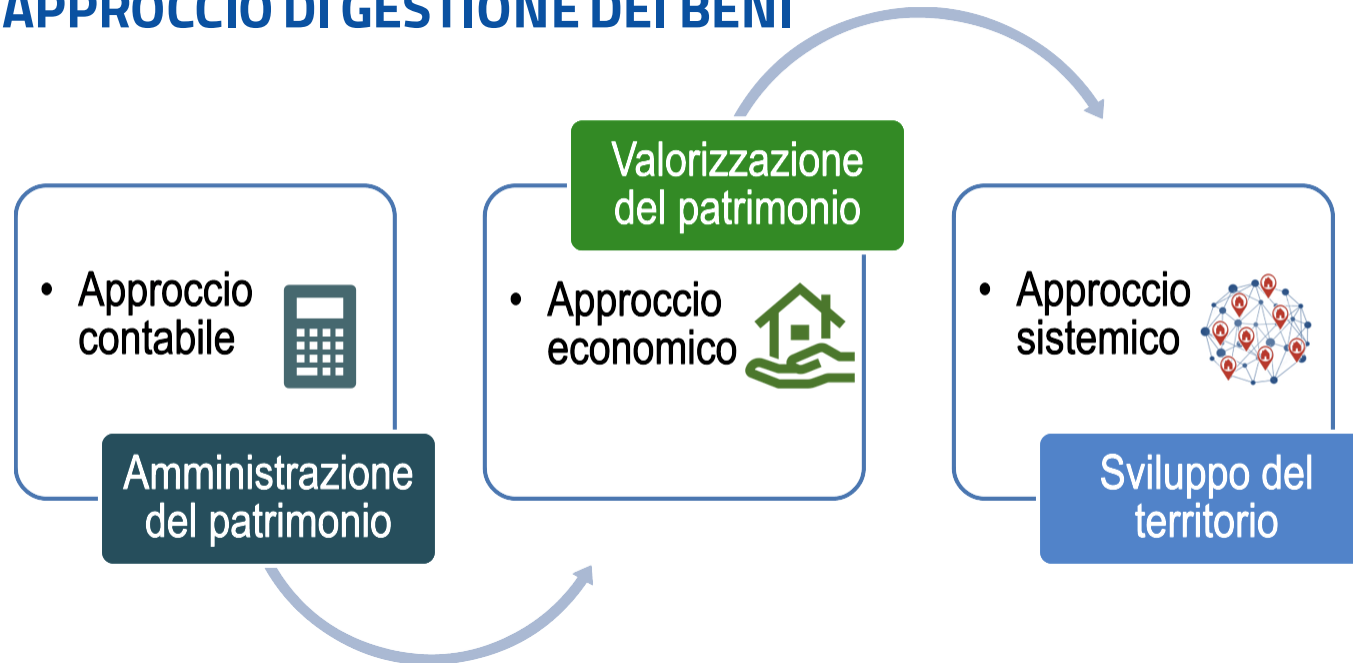 APPROCCIO DI GESTIONE DEI BENI
• Approccio
contabile
Amministrazione
del patrimonio
Valorizzazione
del patrimonio
• Approccio
economico
• Approccio
sistemico
Sviluppo del
territorio